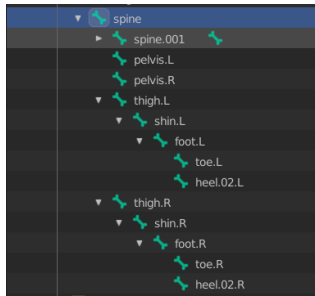 spine
spine.001
pelvis.L
pelvis.R
thigh.L
shin.L
foot.L
toe.L
heel.02.L
thigh.R
shin.R
foot.R
toe.R
heel.02.R